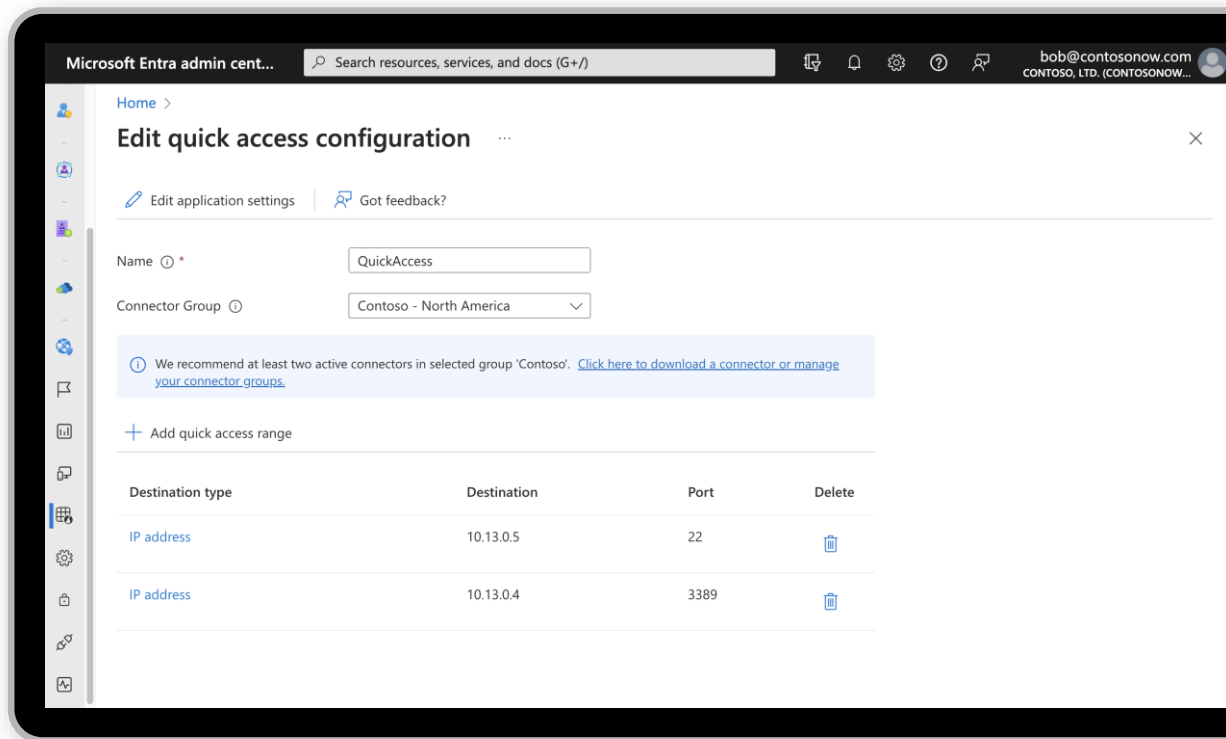 Microsoft Entra admin cent...
Search resources, services, and docs (G+/)
bob@contosonow.com
CONTOSO, LTD. (CONTOSONOW...
Home >
Edit quick access configuration ...
Edit application settings
Got feedback?
Name *
QuickAccess
Connector Group
Contoso - North America
We recommend at least two active connectors in selected group 'Contoso'. Click here to download a connector or manage
your connector groups.
Add quick access range
Destination type Destination Port Delete
IP address 10.13.0.5 22
IP address 10.13.0.4 3389